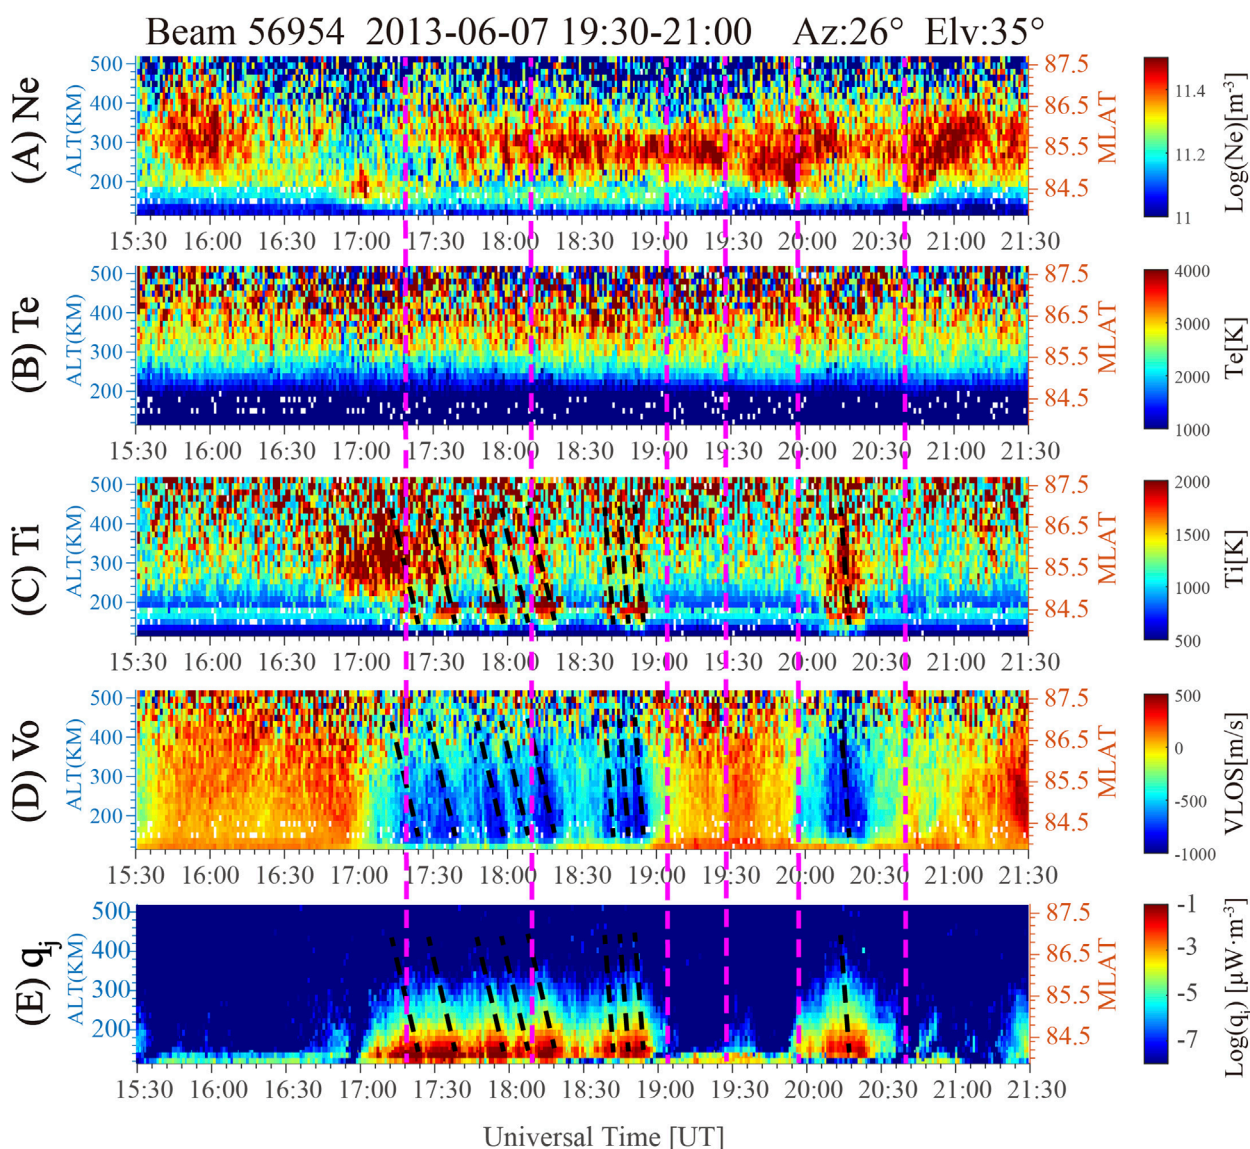 Beam 56954 2013-06-07 19:30-21:00 Az:26° Elv:35°
(A) Ne
ALT(KM)
500
400
300
200
87.5
86.5
85.5
84.5
MLAT
11.4
11.2
11
Log(Ne)[m-3]
15:30 16:00 16:30 17:00 17:30 18:00 18:30 19:00 19:30 20:00 20:30 21:00 21:30
(B) Te
ALT(KM)
500
400
300
200
87.5
86.5
85.5
84.5
MLAT
4000
3000
2000
1000
Te[K]
15:30 16:00 16:30 17:00 17:30 18:00 18:30 19:00 19:30 20:00 20:30 21:00 21:30
(C) Ti
ALT(KM)
500
400
300
200
87.5
86.5
85.5
84.5
MLAT
2000
1500
1000
500
Ti[K]
15:30 16:00 16:30 17:00 17:30 18:00 18:30 19:00 19:30 20:00 20:30 21:00 21:30
(D) Vo
ALT(KM)
500
400
300
200
87.5
86.5
85.5
84.5
MLAT
500
0
-500
-1000
VLOS[m/s]
15:30 16:00 16:30 17:00 17:30 18:00 18:30 19:00 19:30 20:00 20:30 21:00 21:30
(E) qj
ALT(KM)
500
400
300
200
87.5
86.5
85.5
84.5
MLAT
-1
-3
-5
-7
Log(qj) [μW·m-3]
15:30 16:00 16:30 17:00 17:30 18:00 18:30 19:00 19:30 20:00 20:30 21:00 21:30
Universal Time [UT]